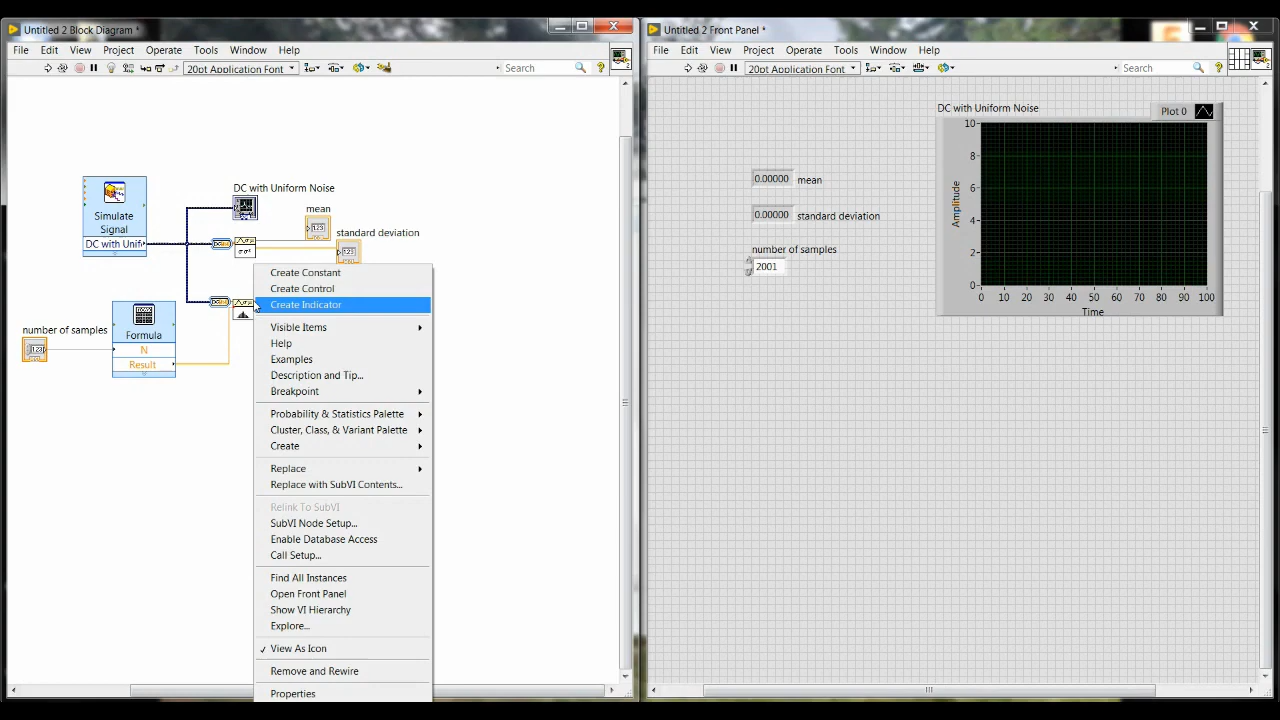 Untitled 2 Block Diagram *
File Edit View Project Operate Tools Window Help
20pt Application Font
Search
DC with Uniform Noise
mean
standard deviation
Simulate
Signal
DC with Unif
number of samples
Formula
N
Result
Create Constant
Create Control
Create Indicator
Visible Items
Help
Examples
Description and Tip...
Breakpoint
Probability & Statistics Palette
Cluster, Class, & Variant Palette
Create
Replace
Replace with SubVI Contents...
Relink To SubVI
SubVI Node Setup...
Enable Database Access
Call Setup...
Find All Instances
Open Front Panel
Show VI Hierarchy
Explore...
✓ View As Icon
Remove and Rewire
Properties
Untitled 2 Front Panel *
File Edit View Project Operate Tools Window Help
20pt Application Font
Search
0.00000 mean
0.00000 standard deviation
number of samples
2001
DC with Uniform Noise
Plot 0
Amplitude
10
8
6
4
2
0
0 10 20 30 40 50 60 70 80 90 100
Time